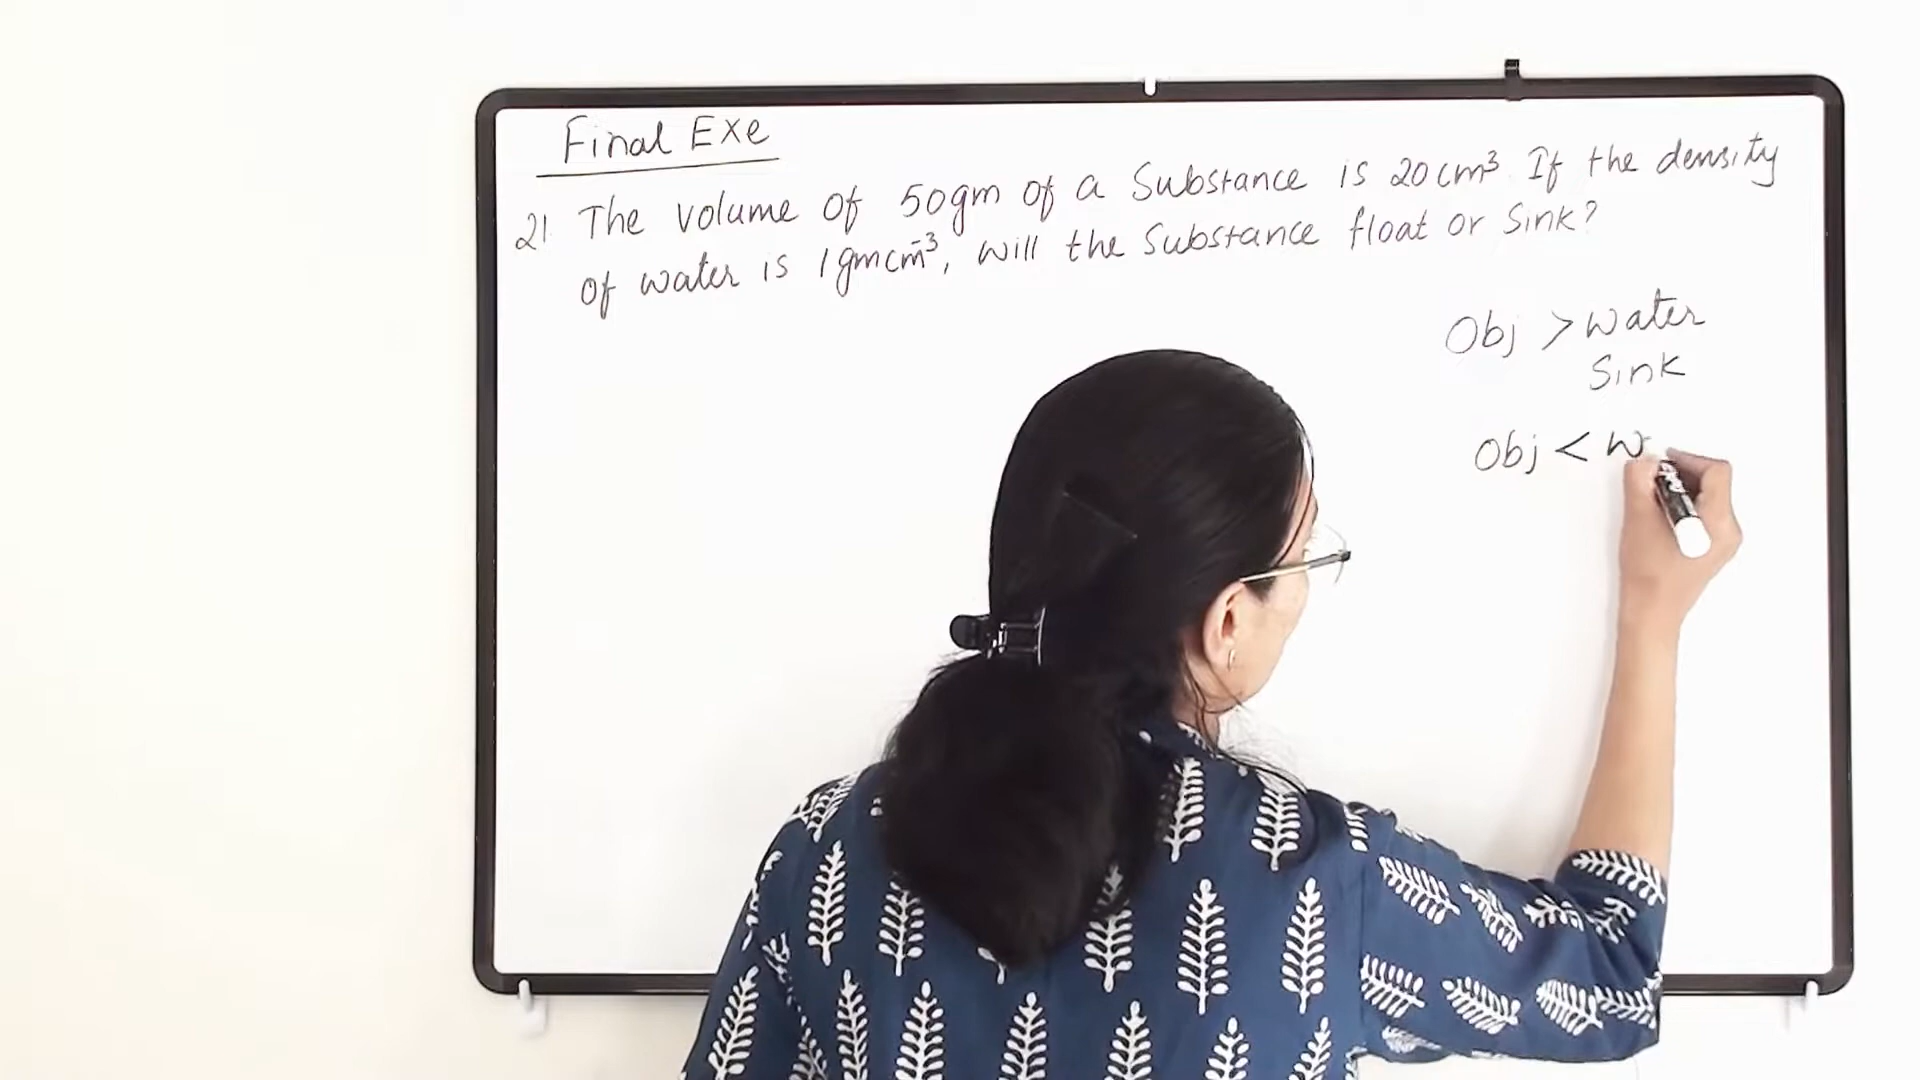 Final Exe
21. The volume of 50gm of a Substance is 20cm³. If the density
of water is 1gmcm⁻³, will the Substance float or Sink?
Obj > water
Sink
Obj < w